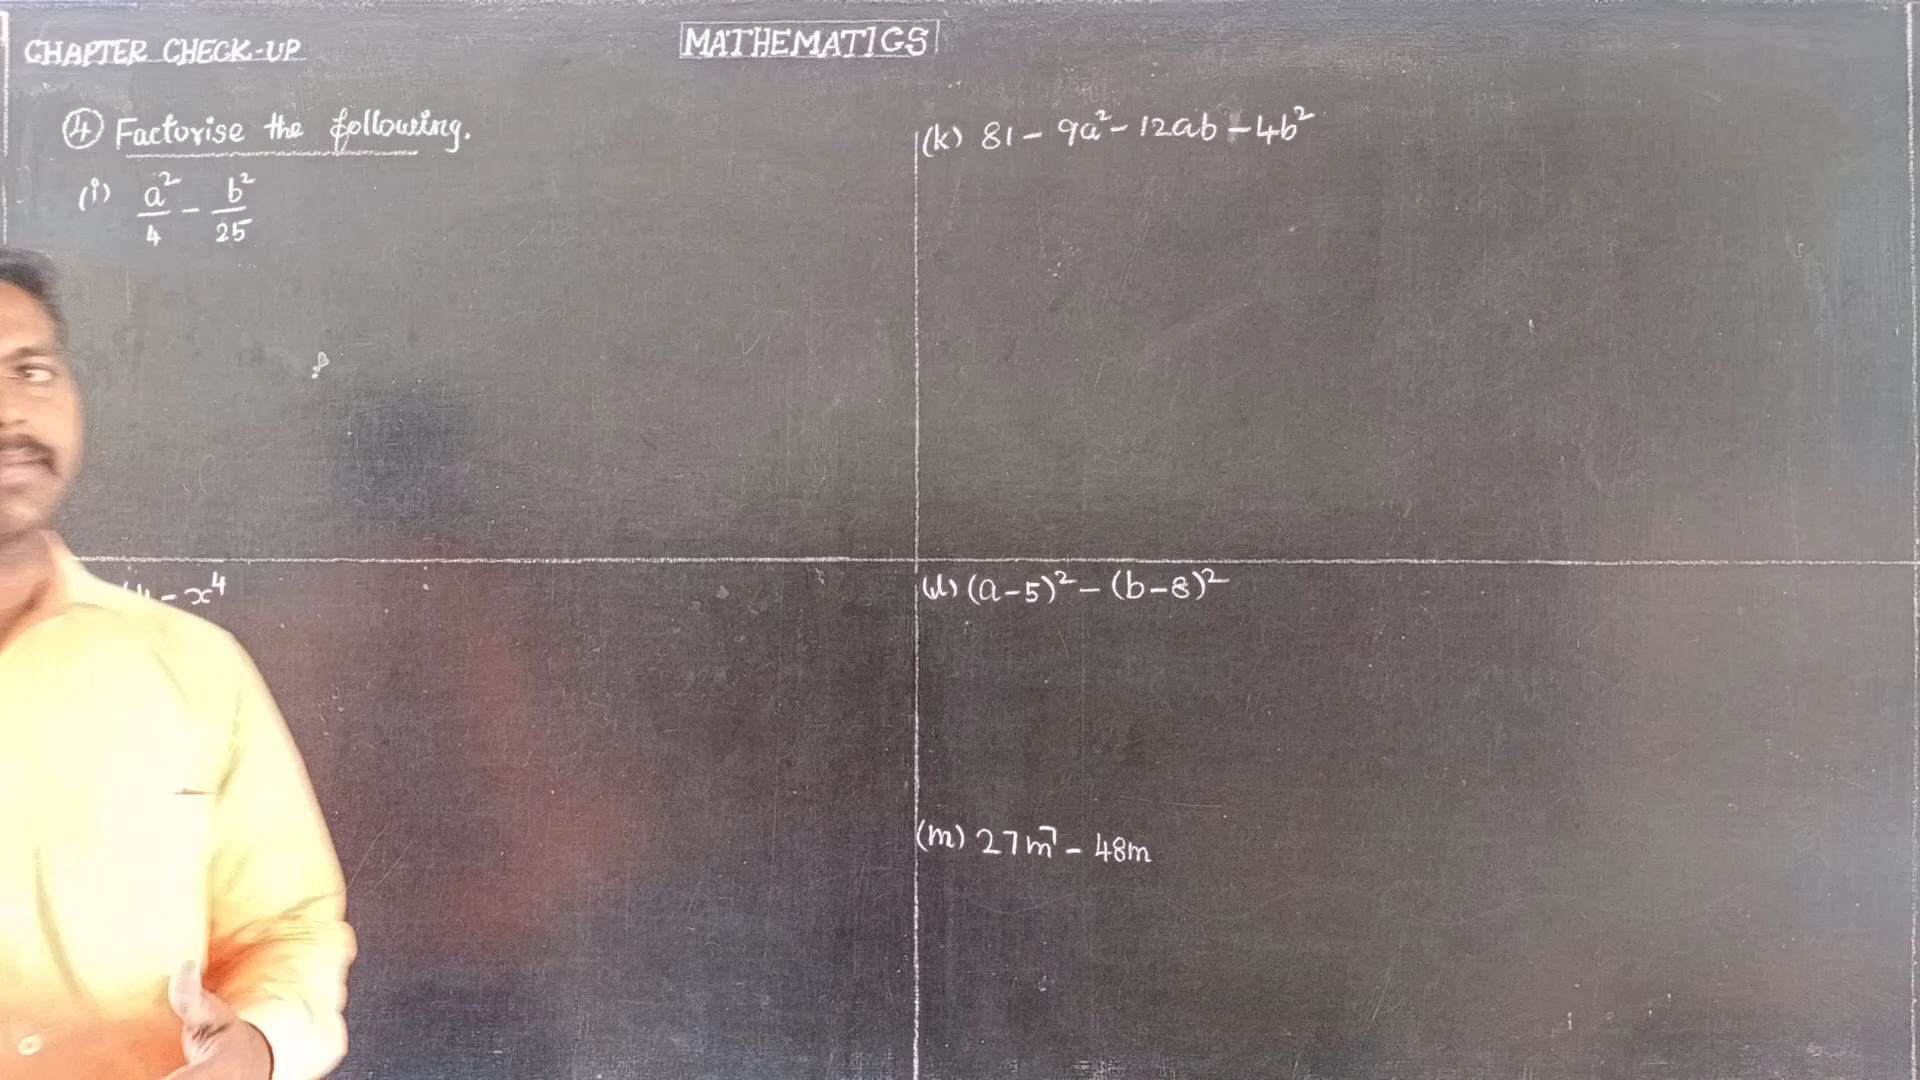 CHAPTER CHECK-UP
MATHEMATICS
④ Factorise the following.
(i) a²/4 - b²/25
- x⁴
(k) 81 - 9a² - 12ab - 4b²
(l) (a-5)² - (b-8)²
(m) 27m⁷ - 48m